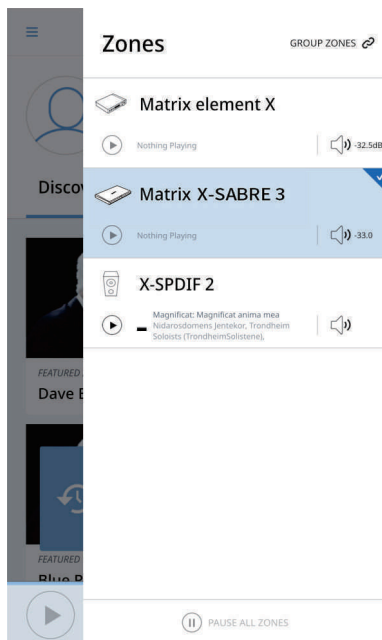 Zones
GROUP ZONES
Matrix element X
Nothing Playing
-32.5dB
Matrix X-SABRE 3
Nothing Playing
-33.0
X-SPDIF 2
Magnificat: Magnificat anima mea
Nidarosdomens Jentekor, Trondheim
Soloists (TrondheimSolistene),
PAUSE ALL ZONES
Disco
FEATURED
Dave
FEATURED
Blue